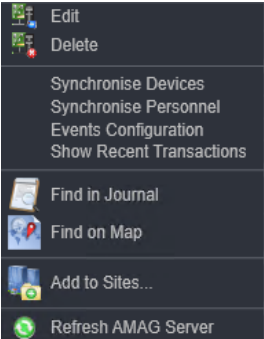 Edit
Delete
Synchronise Devices
Synchronise Personnel
Events Configuration
Show Recent Transactions
Find in Journal
Find on Map
Add to Sites...
Refresh AMAG Server